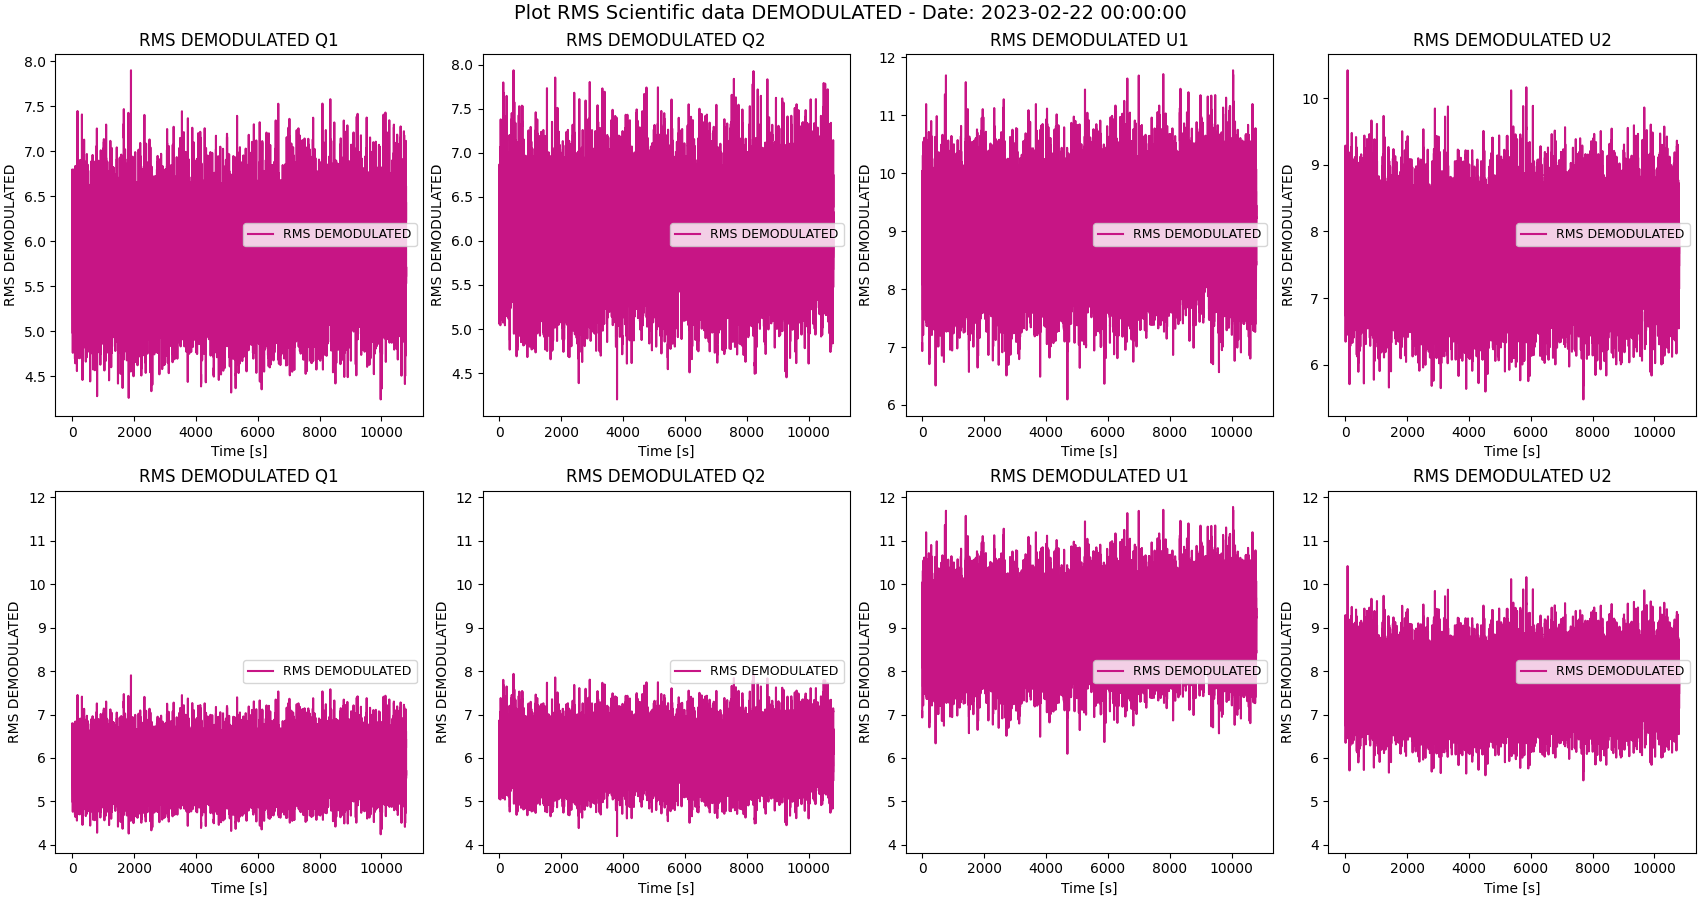 Plot RMS Scientific data DEMODULATED - Date: 2023-02-22 00:00:00
RMS DEMODULATED Q1
RMS DEMODULATED
8.0
7.5
7.0
6.5
6.0
5.5
5.0
4.5
RMS DEMODULATED
0 2000 4000 6000 8000 10000
Time [s]
RMS DEMODULATED Q2
RMS DEMODULATED
8.0
7.5
7.0
6.5
6.0
5.5
5.0
4.5
RMS DEMODULATED
0 2000 4000 6000 8000 10000
Time [s]
RMS DEMODULATED U1
RMS DEMODULATED
12
11
10
9
8
7
6
RMS DEMODULATED
0 2000 4000 6000 8000 10000
Time [s]
RMS DEMODULATED U2
RMS DEMODULATED
10
9
8
7
6
RMS DEMODULATED
0 2000 4000 6000 8000 10000
Time [s]
RMS DEMODULATED Q1
RMS DEMODULATED
12
11
10
9
8
7
6
5
4
RMS DEMODULATED
0 2000 4000 6000 8000 10000
Time [s]
RMS DEMODULATED Q2
RMS DEMODULATED
12
11
10
9
8
7
6
5
4
RMS DEMODULATED
0 2000 4000 6000 8000 10000
Time [s]
RMS DEMODULATED U1
RMS DEMODULATED
12
11
10
9
8
7
6
5
4
RMS DEMODULATED
0 2000 4000 6000 8000 10000
Time [s]
RMS DEMODULATED U2
RMS DEMODULATED
12
11
10
9
8
7
6
5
4
RMS DEMODULATED
0 2000 4000 6000 8000 10000
Time [s]